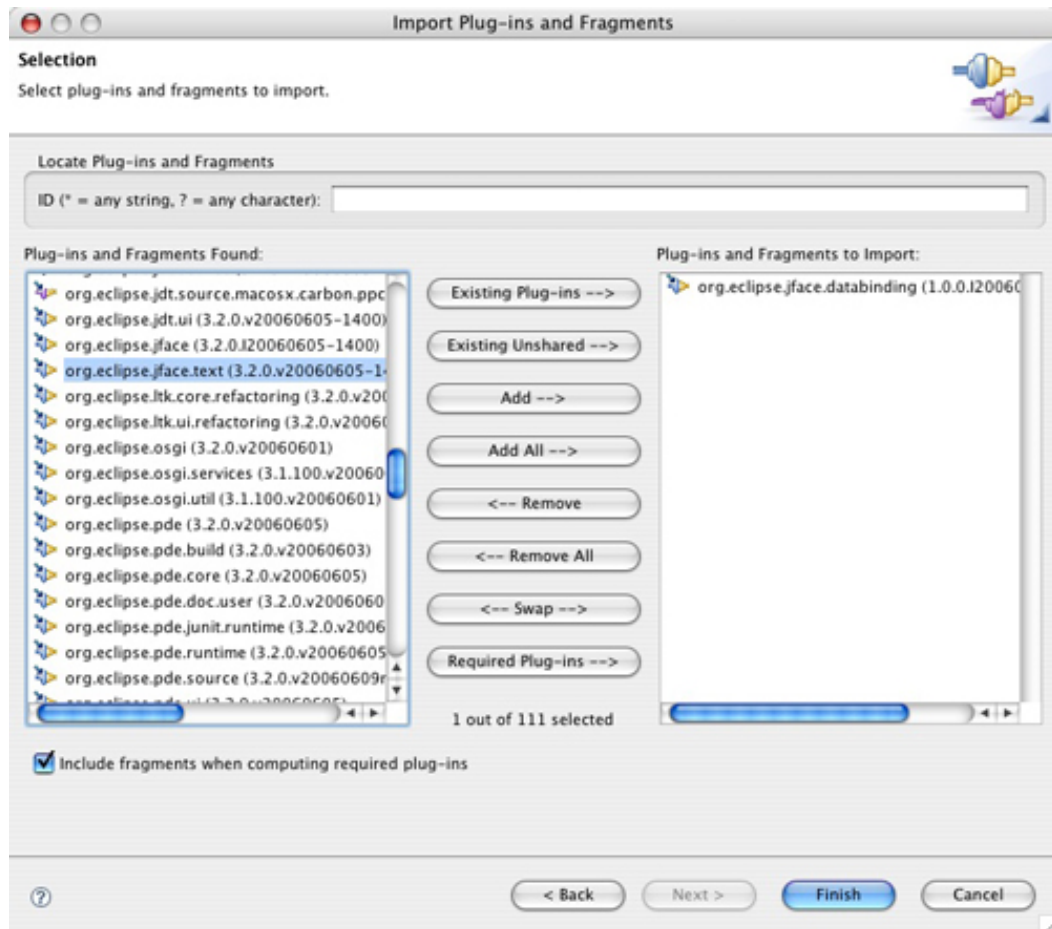 Import Plug-ins and Fragments
Selection
Select plug-ins and fragments to import.
Locate Plug-ins and Fragments
ID (* = any string, ? = any character):
Plug-ins and Fragments Found:
Plug-ins and Fragments to Import:
org.eclipse.jdt.source.macosx.carbon.ppc
org.eclipse.jdt.ui (3.2.0.v20060605-1400)
org.eclipse.jface (3.2.0.I20060605-1400)
org.eclipse.jface.text (3.2.0.v20060605-14
org.eclipse.ltk.core.refactoring (3.2.0.v200
org.eclipse.ltk.ui.refactoring (3.2.0.v20060
org.eclipse.osgi (3.2.0.v20060601)
org.eclipse.osgi.services (3.1.100.v20060
org.eclipse.osgi.util (3.1.100.v20060601)
org.eclipse.pde (3.2.0.v20060605)
org.eclipse.pde.build (3.2.0.v20060603)
org.eclipse.pde.core (3.2.0.v20060605)
org.eclipse.pde.doc.user (3.2.0.v2006060
org.eclipse.pde.junit.runtime (3.2.0.v2006
org.eclipse.pde.runtime (3.2.0.v20060605
org.eclipse.pde.source (3.2.0.v20060609r
Existing Plug-ins -->
Existing Unshared -->
Add -->
Add All -->
<-- Remove
<-- Remove All
<-- Swap -->
Required Plug-ins -->
1 out of 111 selected
org.eclipse.jface.databinding (1.0.0.I20060
Include fragments when computing required plug-ins
?
< Back
Next >
Finish
Cancel